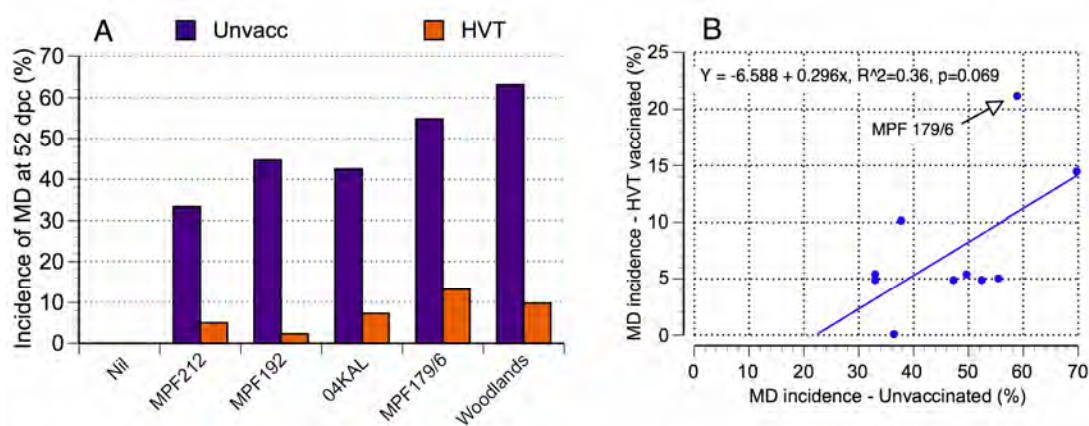 A
Unvacc
HVT
Incidence of MD at 52 dpc (%)
70
60
50
40
30
20
10
0
Nil
MPF212
MPF192
04KAL
MPF179/6
Woodlands
B
MD incidence - HVT vaccinated (%)
25
20
15
10
5
0
Y = -6.588 + 0.296x, R^2=0.36, p=0.069
MPF 179/6
0 10 20 30 40 50 60 70
MD incidence - Unvaccinated (%)